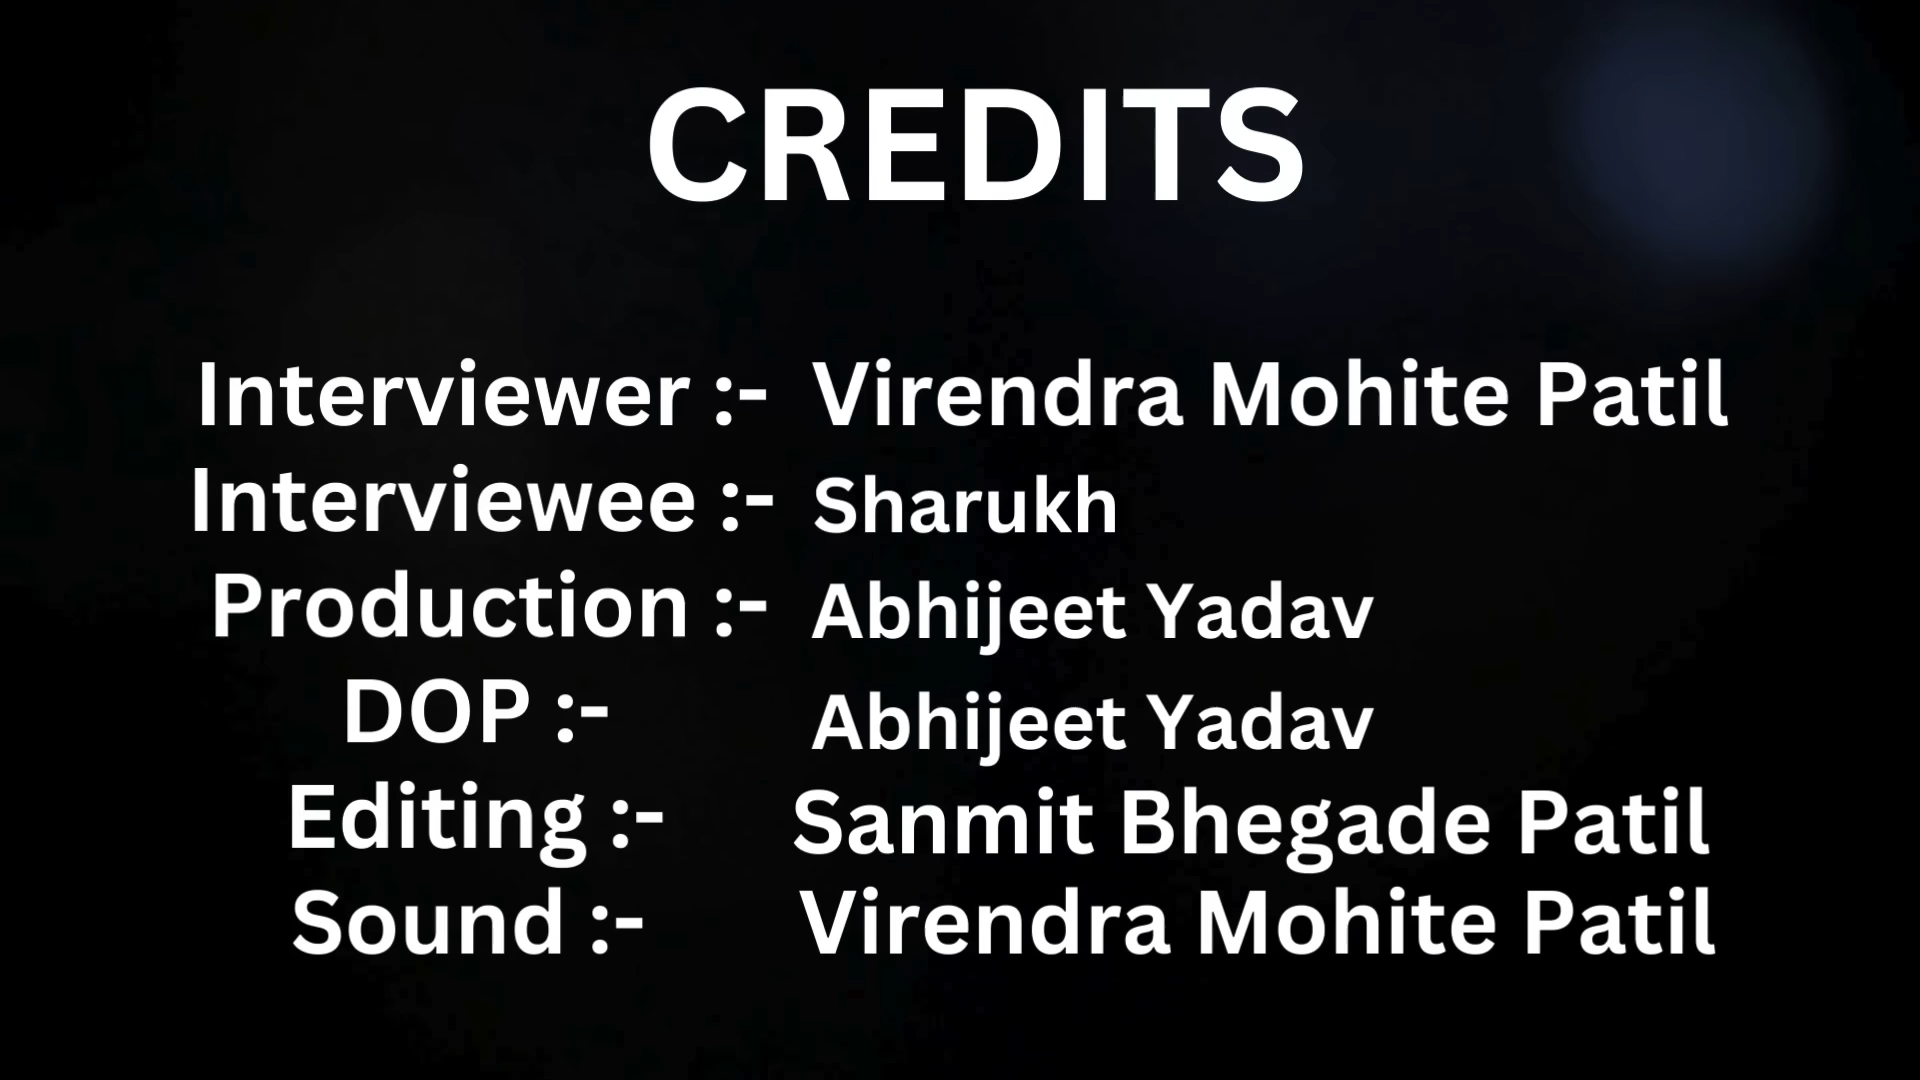 CREDITS
Interviewer :- Virendra Mohite Patil
Interviewee :- Sharukh
Production :- Abhijeet Yadav
DOP :- Abhijeet Yadav
Editing :- Sanmit Bhegade Patil
Sound :- Virendra Mohite Patil